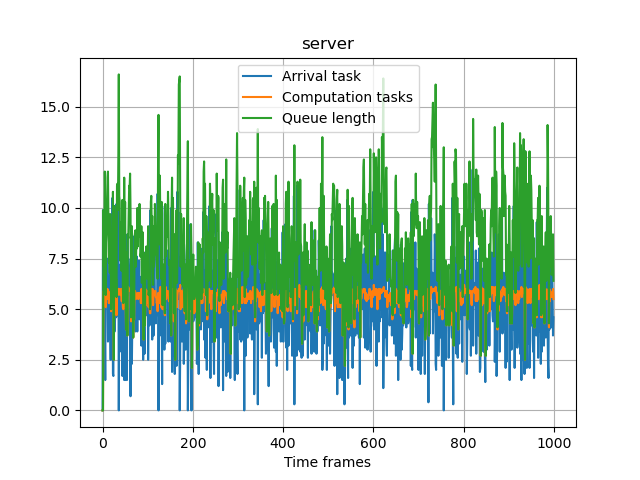 server
Arrival task
Computation tasks
Queue length
15.0
12.5
10.0
7.5
5.0
2.5
0.0
0 200 400 600 800 1000
Time frames